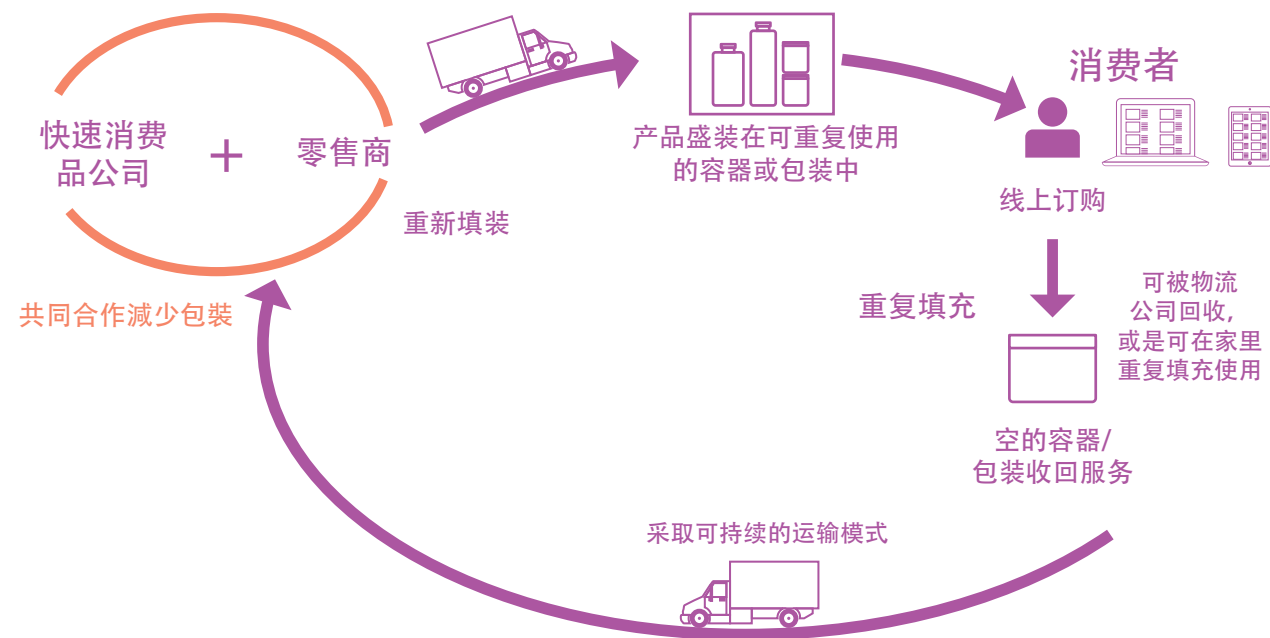 快速消费
品公司
+
零售商
共同合作減少包裝
重新填装
产品盛装在可重复使用
的容器或包装中
消费者
线上订购
重复填充
可被物流
公司回收,
或是可在家里
重复填充使用
空的容器/
包装收回服务
采取可持续的运输模式